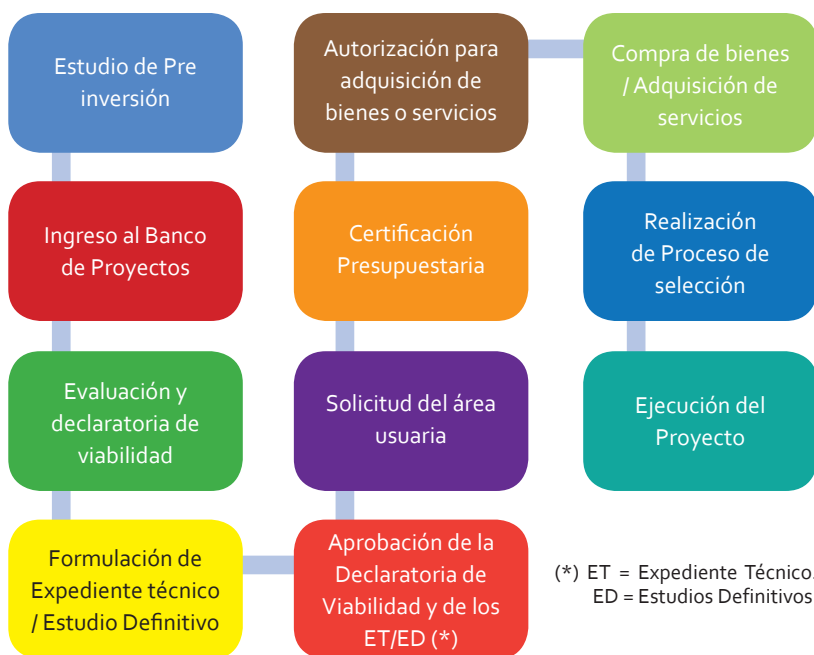 Estudio de Pre
inversión
Ingreso al Banco
de Proyectos
Evaluación y
declaratoria de
viabilidad
Formulación de
Expediente técnico
/ Estudio Definitivo
Aprobación de la
Declaratoria de
Viabilidad y de los
ET/ED (*)
Solicitud del área
usuaria
Certificación
Presupuestaria
Autorización para
adquisición de
bienes o servicios
Compra de bienes
/ Adquisición de
servicios
Realización
de Proceso de
selección
Ejecución del
Proyecto
(*) ET = Expediente Técnico.
ED = Estudios Definitivos